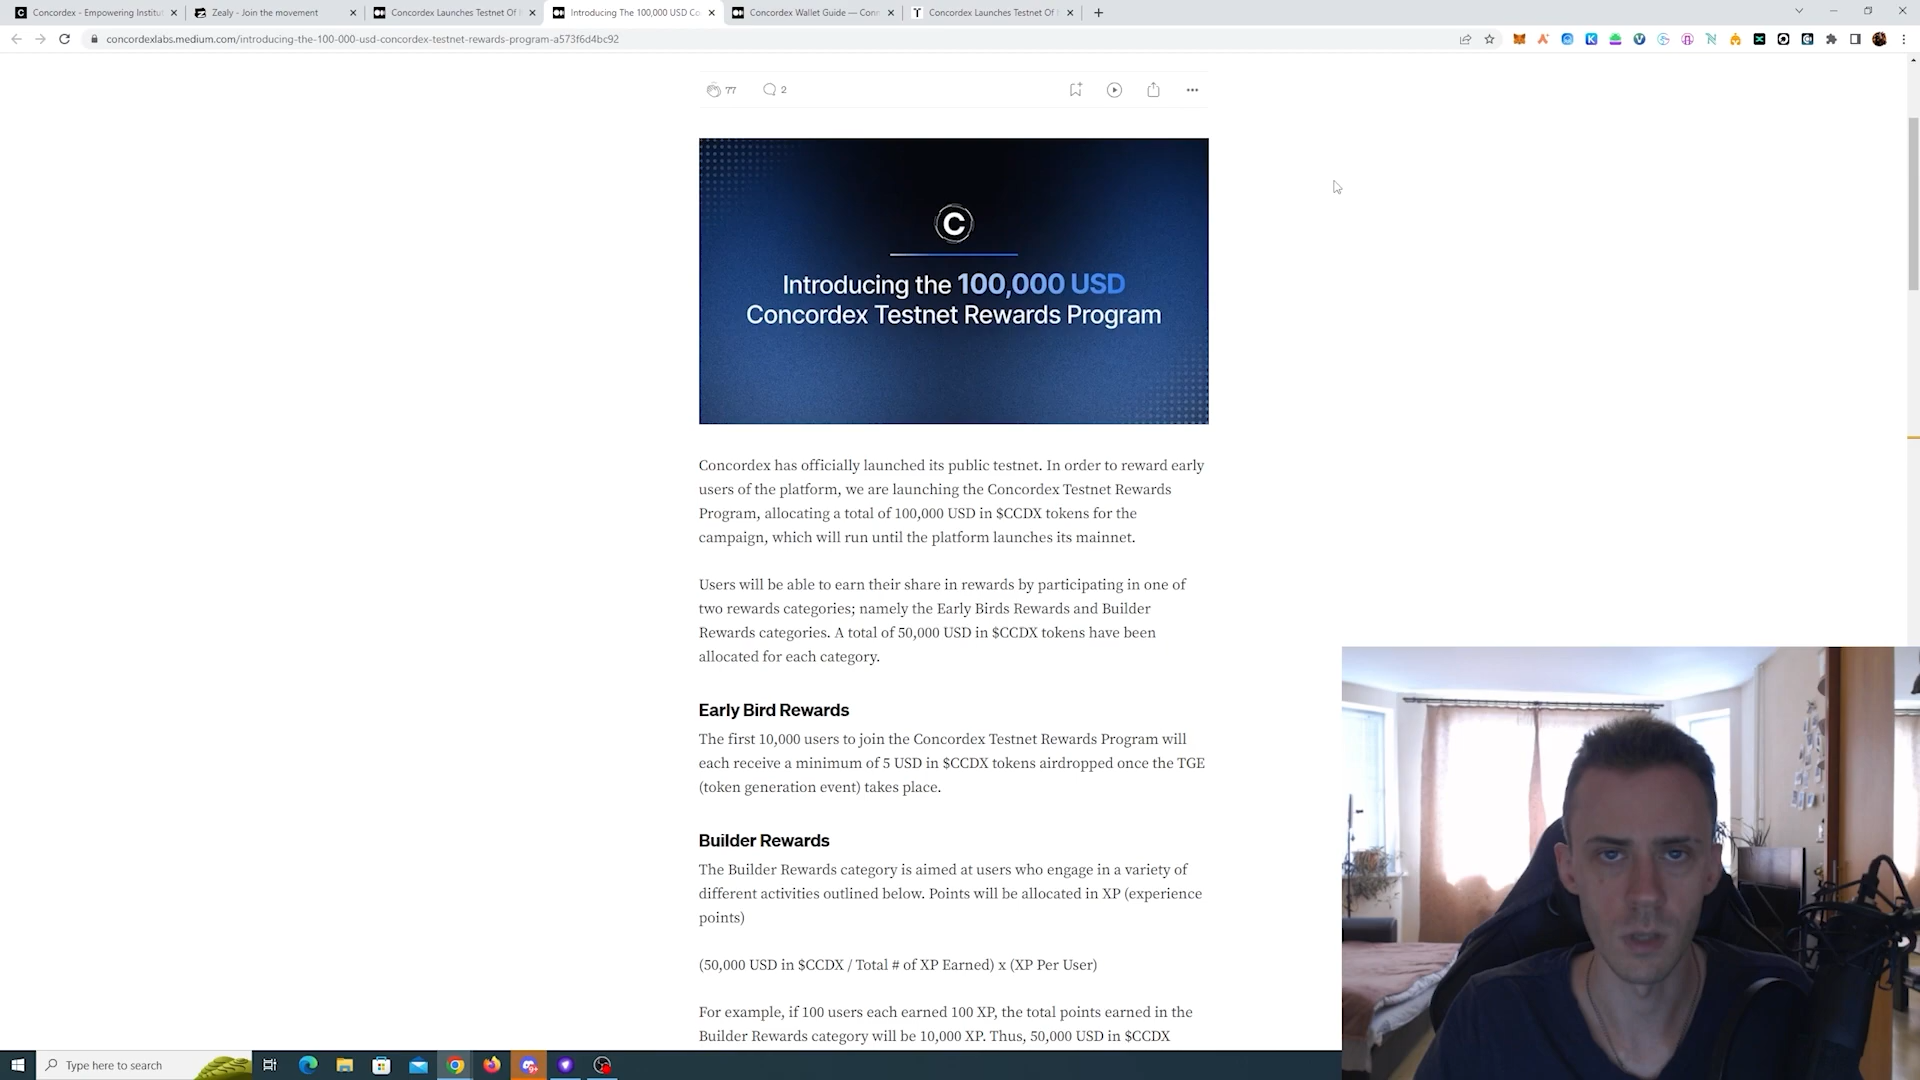 Concordex - Empowering Institut
Zealy - Join the movement
Concordex Launches Testnet Of I
Introducing The 100,000 USD Co
Concordex Wallet Guide — Conn
Concordex Launches Testnet Of I
concordexlabs.medium.com/introducing-the-100-000-usd-concordex-testnet-rewards-program-a573f6d4bc92
77
2
C
Introducing the 100,000 USD
Concordex Testnet Rewards Program
Concordex has officially launched its public testnet. In order to reward early
users of the platform, we are launching the Concordex Testnet Rewards
Program, allocating a total of 100,000 USD in $CCDX tokens for the
campaign, which will run until the platform launches its mainnet.
Users will be able to earn their share in rewards by participating in one of
two rewards categories; namely the Early Birds Rewards and Builder
Rewards categories. A total of 50,000 USD in $CCDX tokens have been
allocated for each category.
Early Bird Rewards
The first 10,000 users to join the Concordex Testnet Rewards Program will
each receive a minimum of 5 USD in $CCDX tokens airdropped once the TGE
(token generation event) takes place.
Builder Rewards
The Builder Rewards category is aimed at users who engage in a variety of
different activities outlined below. Points will be allocated in XP (experience
points)
(50,000 USD in $CCDX / Total # of XP Earned) x (XP Per User)
For example, if 100 users each earned 100 XP, the total points earned in the
Builder Rewards category will be 10,000 XP. Thus, 50,000 USD in $CCDX
Type here to search